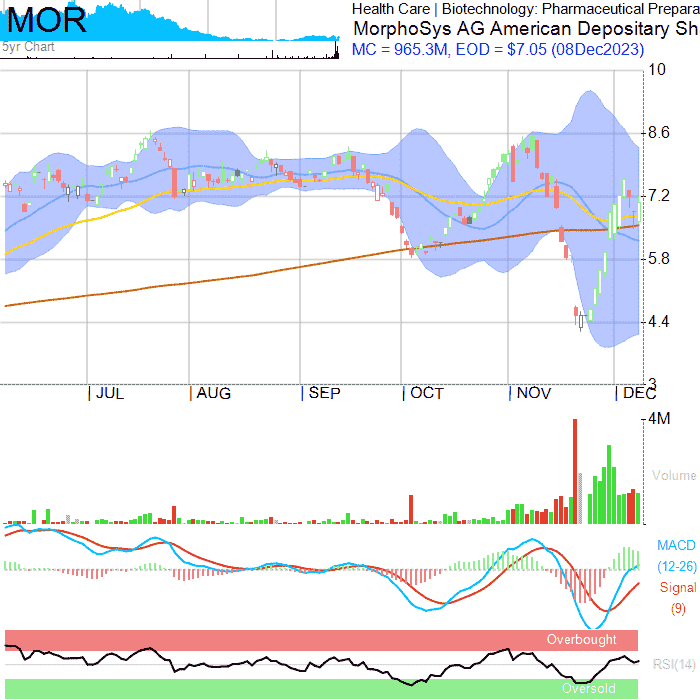 MOR
5yr Chart
Health Care | Biotechnology: Pharmaceutical Prepara
MorphoSys AG American Depositary Sh
MC = 965.3M, EOD = $7.05 (08Dec2023)
10
8.6
7.2
5.8
4.4
3
JUL AUG SEP OCT NOV DEC
4M
Volume
MACD
(12-26)
Signal
(9)
Overbought
RSI(14)
Oversold